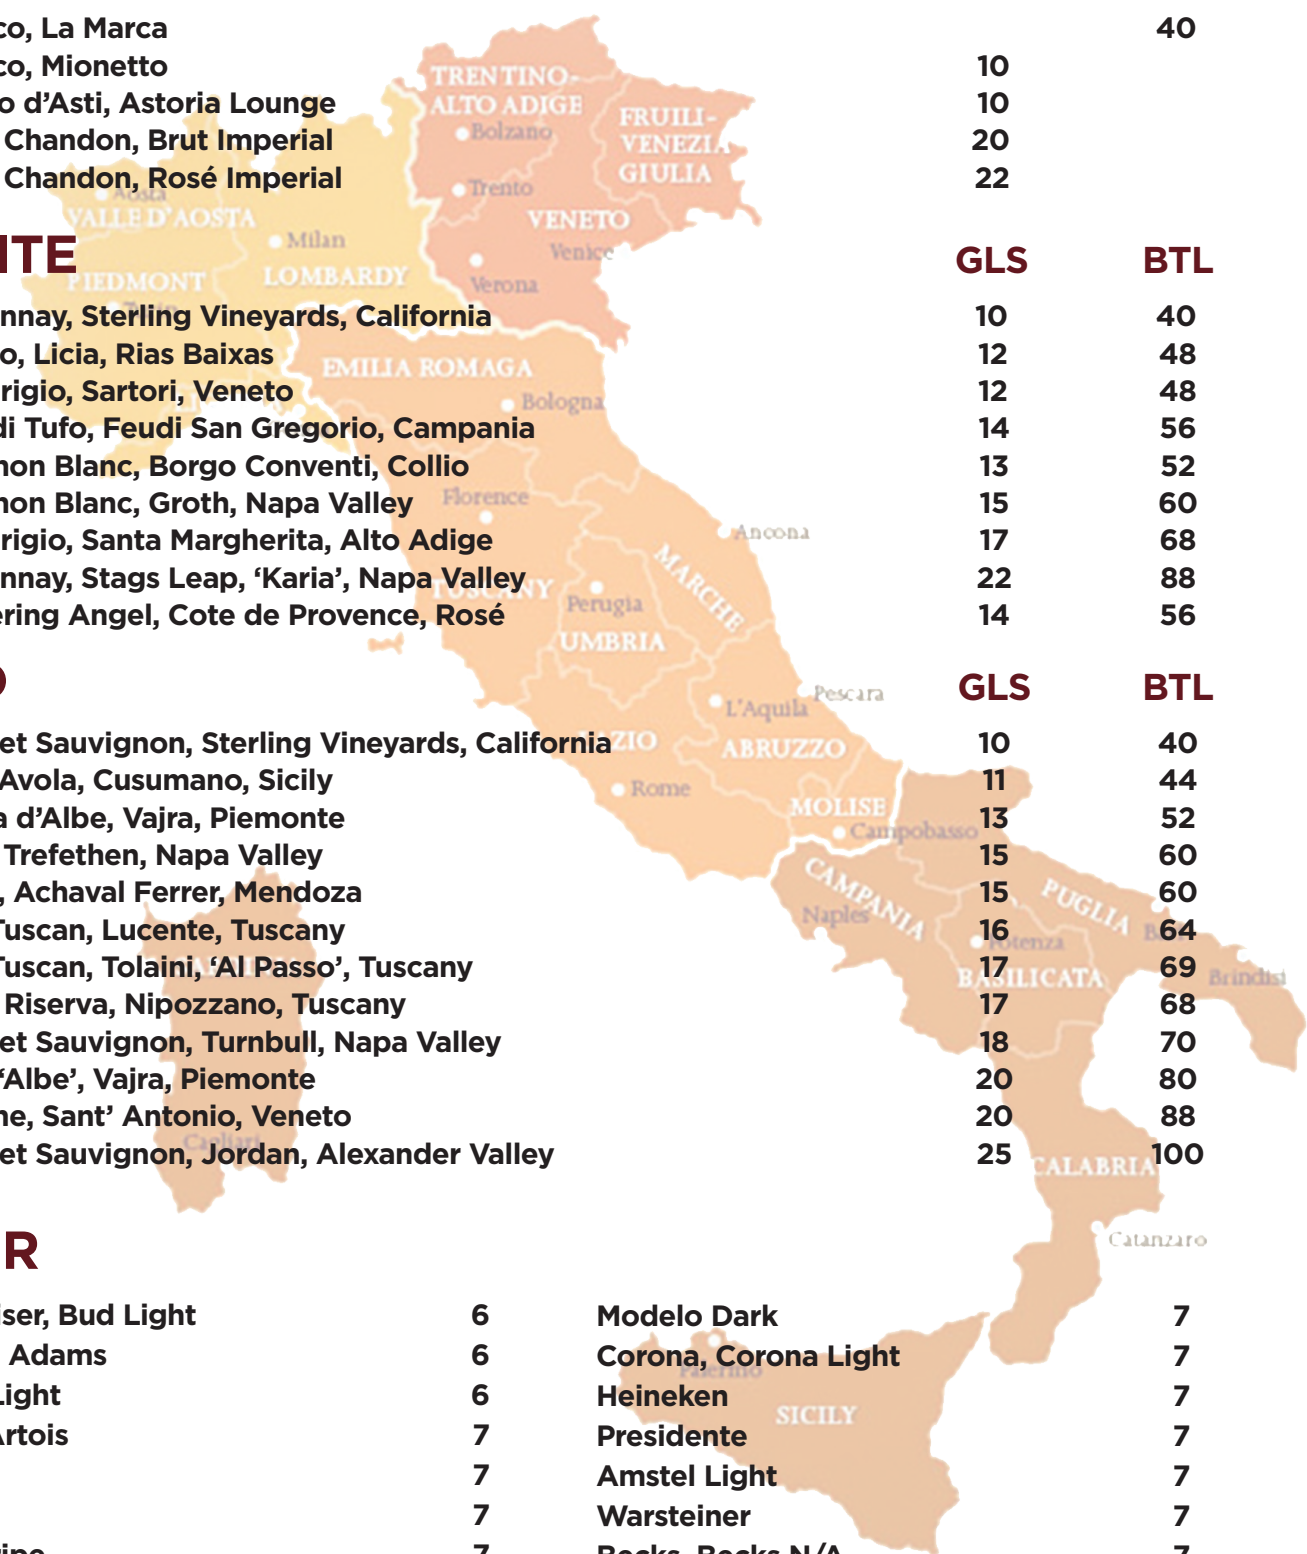 co, La Marca 40
co, Mionetto 10
o d’Asti, Astoria Lounge 10
Chandon, Brut Imperial 20
Chandon, Rosé Imperial 22
ITE GLS BTL
nnay, Sterling Vineyards, California 10 40
o, Licia, Rias Baixas 12 48
rigio, Sartori, Veneto 12 48
di Tufo, Feudi San Gregorio, Campania 14 56
non Blanc, Borgo Conventi, Collio 13 52
non Blanc, Groth, Napa Valley 15 60
rigio, Santa Margherita, Alto Adige 17 68
nnay, Stags Leap, ‘Karia’, Napa Valley 22 88
ering Angel, Cote de Provence, Rosé 14 56
GLS BTL
et Sauvignon, Sterling Vineyards, California 10 40
Avola, Cusumano, Sicily 11 44
a d’Albe, Vajra, Piemonte 13 52
Trefethen, Napa Valley 15 60
, Achaval Ferrer, Mendoza 15 60
Tuscan, Lucente, Tuscany 16 64
Tuscan, Tolaini, ‘Al Passo’, Tuscany 17 69
Riserva, Nipozzano, Tuscany 17 68
et Sauvignon, Turnbull, Napa Valley 18 70
‘Albe’, Vajra, Piemonte 20 80
ne, Sant’ Antonio, Veneto 20 88
et Sauvignon, Jordan, Alexander Valley 25 100
R
iser, Bud Light 6 Modelo Dark 7
Adams 6 Corona, Corona Light 7
Light 6 Heineken 7
Artois 7 Presidente 7
7 Amstel Light 7
7 Warsteiner 7
7 Becks, Becks N/A 7
TRENTINO-
ALTO ADIGE
Bolzano
FRUILI-
VENEZIA
GIULIA
Trento
Aosta
VALLE D’AOSTA
VENETO
Milan
Venice
PIEDMONT
LOMBARDY
Verona
Turin
EMILIA ROMAGA
Bologna
Florence
Ancona
MARCHE
TUSCANY
Perugia
UMBRIA
Pescara
L’Aquila
LAZIO
ABRUZZO
Rome
MOLISE
Campobasso
CAMPANIA
PUGLIA
Naples
Potenza
BASILICATA
Brindisi
Cagliari
CALABRIA
Catanzaro
Palermo
SICILY